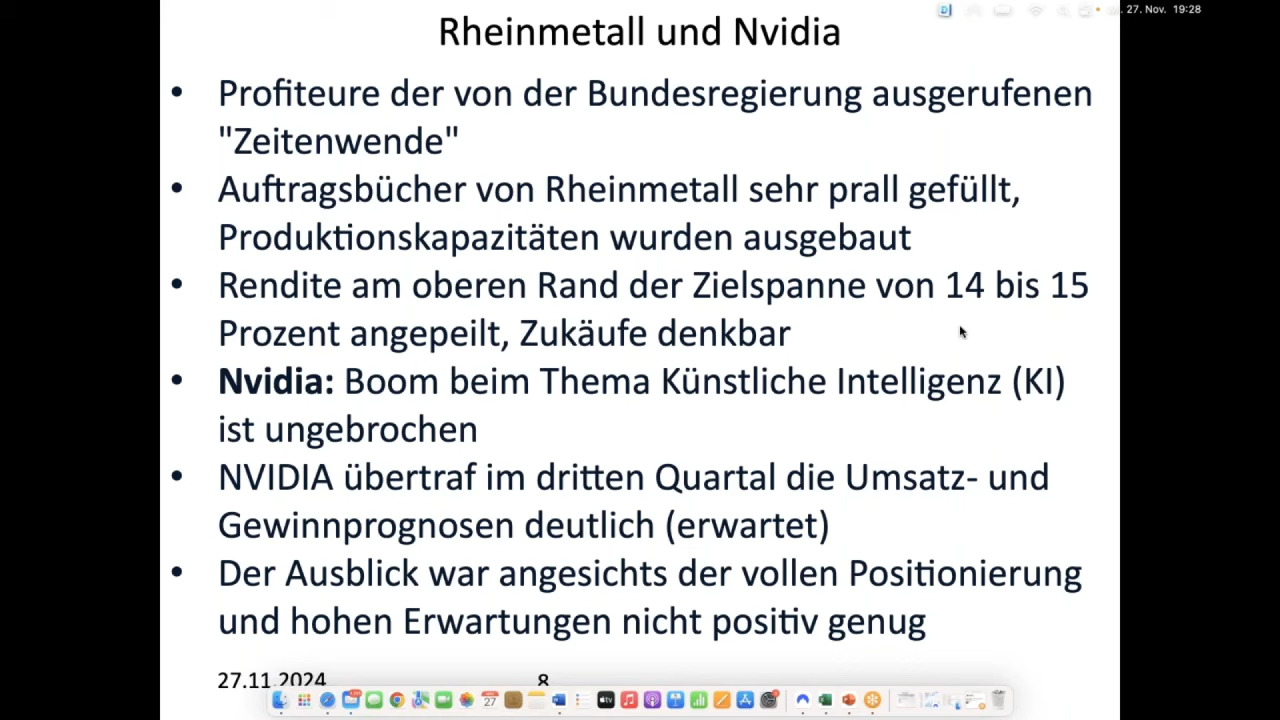 27. Nov. 19:28
Rheinmetall und Nvidia
• Profiteure der von der Bundesregierung ausgerufenen
"Zeitenwende"
• Auftragsbücher von Rheinmetall sehr prall gefüllt,
Produktionskapazitäten wurden ausgebaut
• Rendite am oberen Rand der Zielspanne von 14 bis 15
Prozent angepeilt, Zukäufe denkbar
• Nvidia: Boom beim Thema Künstliche Intelligenz (KI)
ist ungebrochen
• NVIDIA übertraf im dritten Quartal die Umsatz- und
Gewinnprognosen deutlich (erwartet)
• Der Ausblick war angesichts der vollen Positionierung
und hohen Erwartungen nicht positiv genug
27.11.2024 8
27